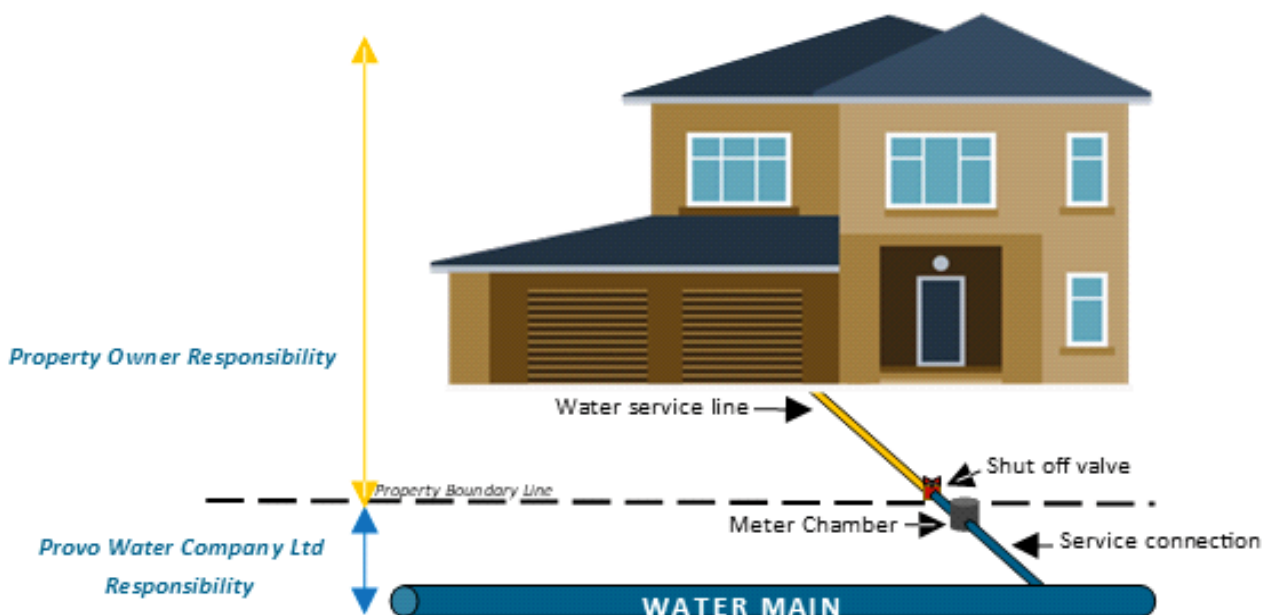 Property Owner Responsibility
Water service line
Shut off valve
Property Boundary Line
Meter Chamber
Service connection
Provo Water Company Ltd
Responsibility
WATER MAIN